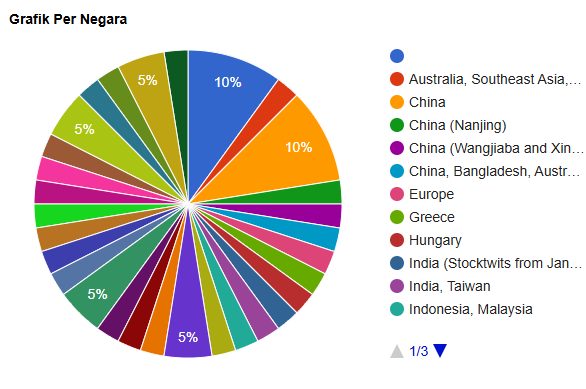 Grafik Per Negara
10%
10%
5%
5%
5%
5%
Australia, Southeast Asia,...
China
China (Nanjing)
China (Wangjiaba and Xin...
China, Bangladesh, Austr...
Europe
Greece
Hungary
India (Stocktwits from Jan...
India, Taiwan
Indonesia, Malaysia
1/3